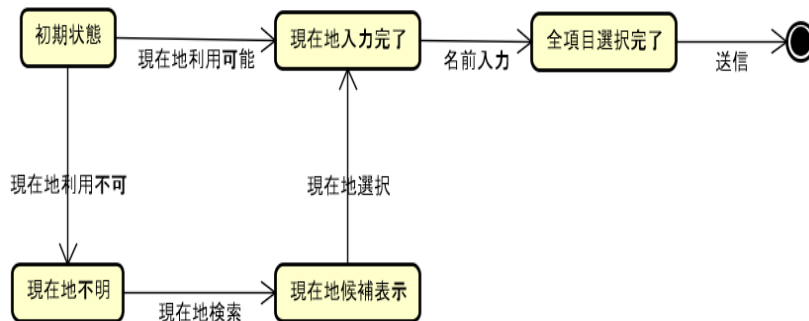 初期状態
現在地入力完了
全項目選択完了
現在地利用可能
名前入力
送信
現在地利用不可
現在地選択
現在地不明
現在地候補表示
現在地検索